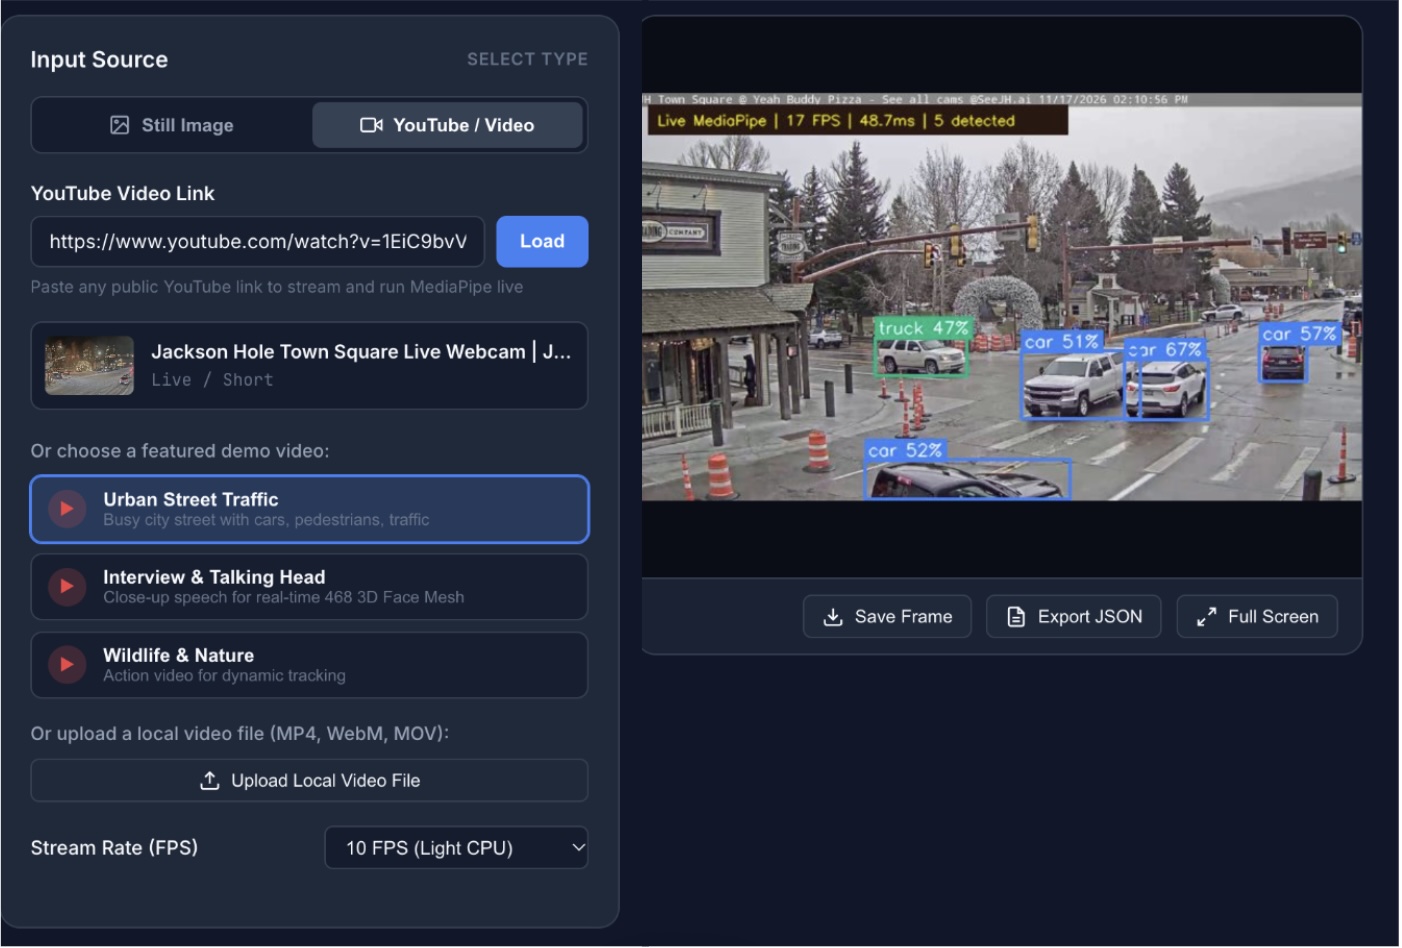 Input Source
SELECT TYPE
Still Image
YouTube / Video
YouTube Video Link
https://www.youtube.com/watch?v=1EiC9bvV
Load
Paste any public YouTube link to stream and run MediaPipe live
Jackson Hole Town Square Live Webcam | J...
Live / Short
Or choose a featured demo video:
Urban Street Traffic
Busy city street with cars, pedestrians, traffic
Interview & Talking Head
Close-up speech for real-time 468 3D Face Mesh
Wildlife & Nature
Action video for dynamic tracking
Or upload a local video file (MP4, WebM, MOV):
Upload Local Video File
Stream Rate (FPS)
10 FPS (Light CPU)
H Town Square @ Yeah Buddy Pizza - See all cams @SeeJH.ai 11/17/2026 02:10:56 PM
Live MediaPipe | 17 FPS | 48.7ms | 5 detected
TRADING COMPANY
truck 47%
car 51%
car 67%
car 57%
car 52%
Save Frame
Export JSON
Full Screen